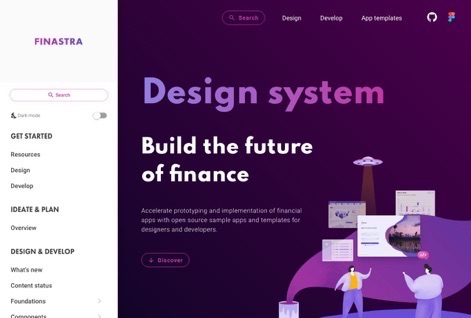 FINASTRA
Search
Dark mode
GET STARTED
Resources
Design
Develop
IDEATE & PLAN
Overview
DESIGN & DEVELOP
What's new
Content status
Foundations
Components
Search
Design
Develop
App templates
Design system
Build the future
of finance
Accelerate prototyping and implementation of financial
apps with open source sample apps and templates for
designers and developers.
Discover